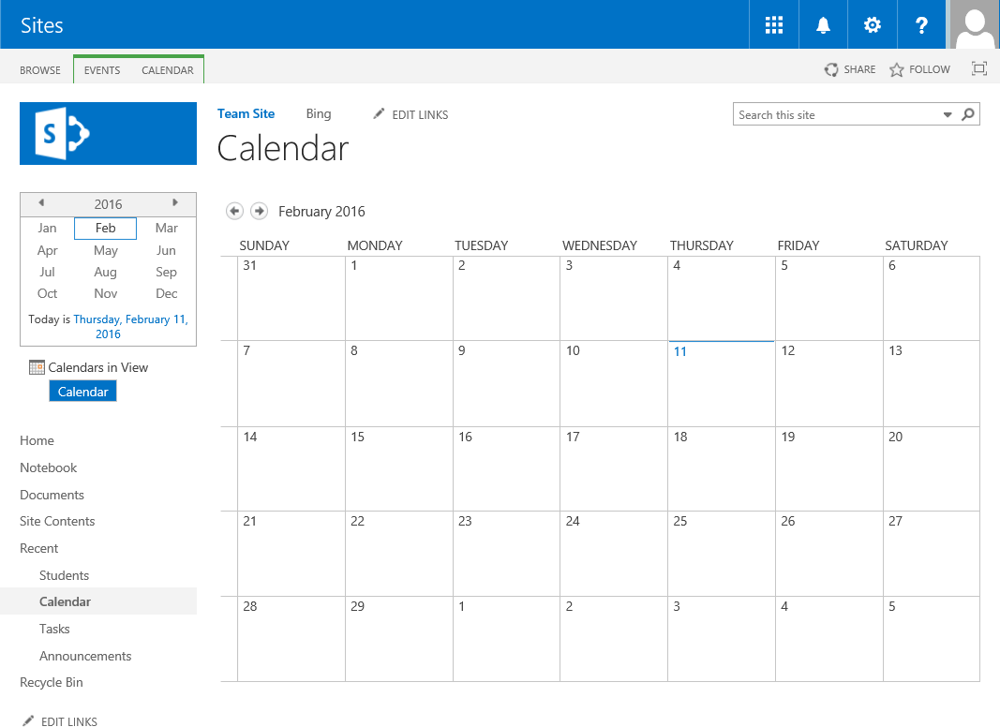 Sites
?
BROWSE EVENTS CALENDAR SHARE FOLLOW
S
Team Site Bing EDIT LINKS
Search this site
Calendar
2016
Jan Feb Mar
Apr May Jun
Jul Aug Sep
Oct Nov Dec
Today is Thursday, February 11,
2016
Calendars in View
Calendar
Home
Notebook
Documents
Site Contents
Recent
Students
Calendar
Tasks
Announcements
Recycle Bin
EDIT LINKS
February 2016
SUNDAY MONDAY TUESDAY WEDNESDAY THURSDAY FRIDAY SATURDAY
31 1 2 3 4 5 6
7 8 9 10 11 12 13
14 15 16 17 18 19 20
21 22 23 24 25 26 27
28 29 1 2 3 4 5